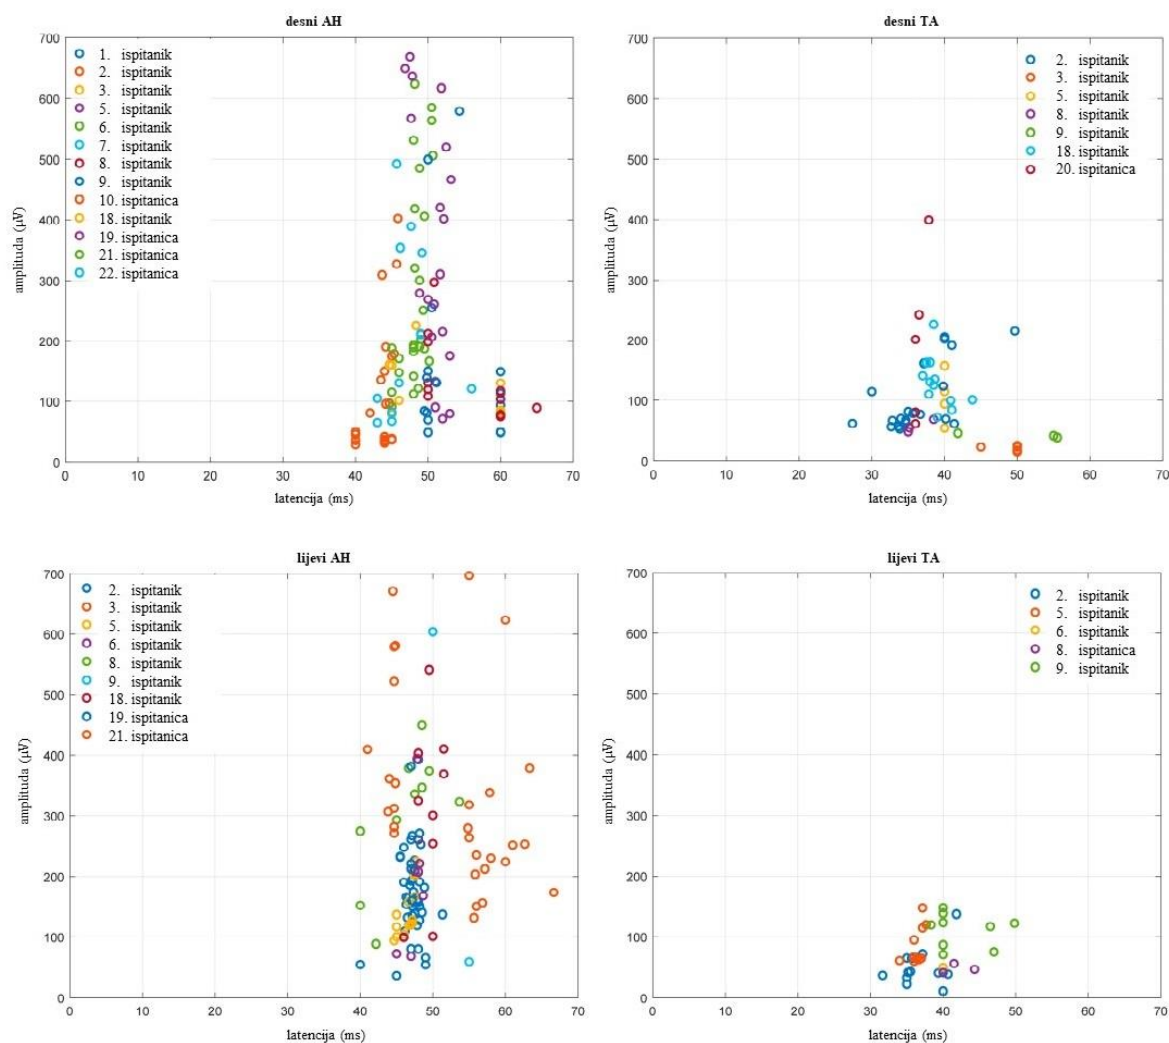 desni AH
700
600
500
400
300
200
100
0
amplituda (µV)
1. ispitanik
2. ispitanik
3. ispitanik
5. ispitanik
6. ispitanik
7. ispitanik
8. ispitanik
9. ispitanik
10. ispitanica
18. ispitanik
19. ispitanica
21. ispitanica
22. ispitanica
0 10 20 30 40 50 60 70
latencija (ms)
desni TA
700
600
500
400
300
200
100
0
amplituda (µV)
2. ispitanik
3. ispitanik
5. ispitanik
8. ispitanik
9. ispitanik
18. ispitanik
20. ispitanica
0 10 20 30 40 50 60 70
latencija (ms)
lijevi AH
700
600
500
400
300
200
100
0
amplituda (µV)
2. ispitanik
3. ispitanik
5. ispitanik
6. ispitanik
8. ispitanik
9. ispitanik
18. ispitanik
19. ispitanica
21. ispitanica
0 10 20 30 40 50 60 70
latencija (ms)
lijevi TA
700
600
500
400
300
200
100
0
amplituda (µV)
2. ispitanik
5. ispitanik
6. ispitanik
8. ispitanica
9. ispitanik
0 10 20 30 40 50 60 70
latencija (ms)